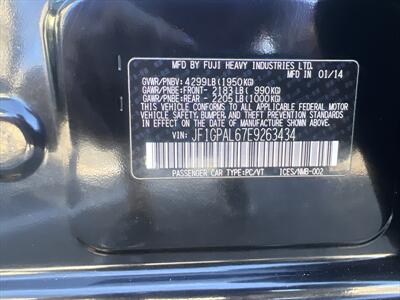 MFD BY FUJI HEAVY INDUSTRIES LTD.
MFD IN 01/14
GVWR/PNBV: 4299LB(1950KG)
GAWR/PNBE:FRONT- 2183LB( 990KG)
GAWR/PNBE:REAR - 2205LB(1000KG)
THIS VEHICLE CONFORMS TO ALL APPLICABLE
FEDERAL MOTOR VEHICLE
SAFETY, BUMPER, AND THEFT PREVENTION STANDARDS
IN EFFECT ON THE DATE OF MANUFACTURE SHOWN ABOVE.
VIN: JF1GPAL67E9263434
PASSENGER CAR TYPE:PC/VT ICES/NMB-002